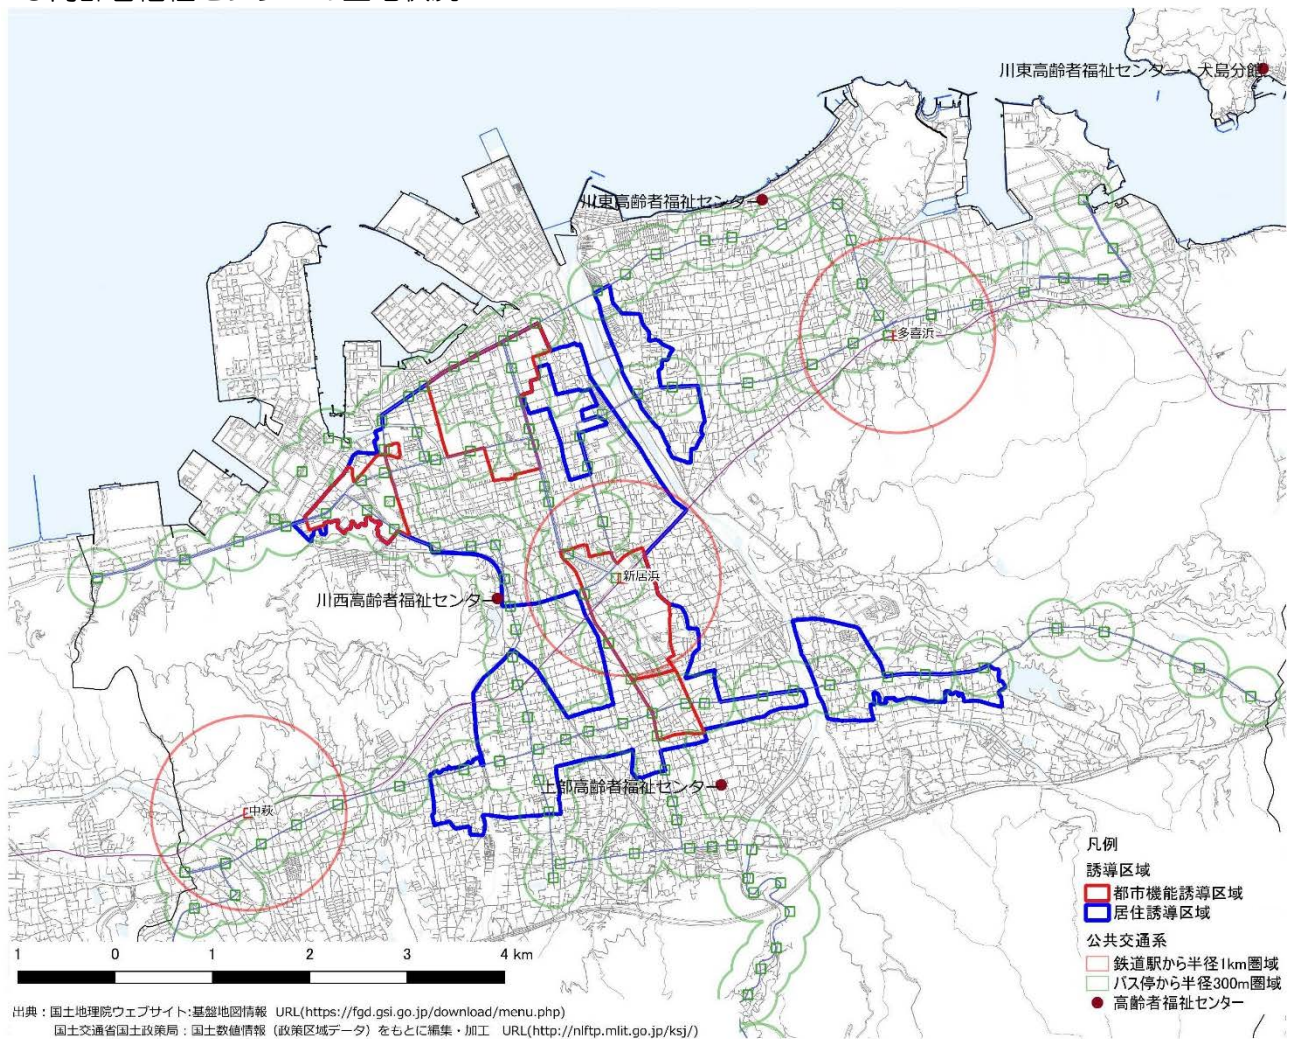 川東高齢者福祉センター・大島分館
川東高齢者福祉センター
多喜浜
新居浜
川西高齢者福祉センター
上部高齢者福祉センター
中萩
凡例
誘導区域
都市機能誘導区域
居住誘導区域
公共交通系
鉄道駅から半径1km圏域
バス停から半径300m圏域
高齢者福祉センター
1 0 1 2 3 4 km
出典：国土地理院ウェブサイト:基盤地図情報 URL(https://fgd.gsi.go.jp/download/menu.php)
国土交通省国土政策局：国土数値情報（政策区域データ）をもとに編集・加工 URL(http://nlftp.mlit.go.jp/ksj/)